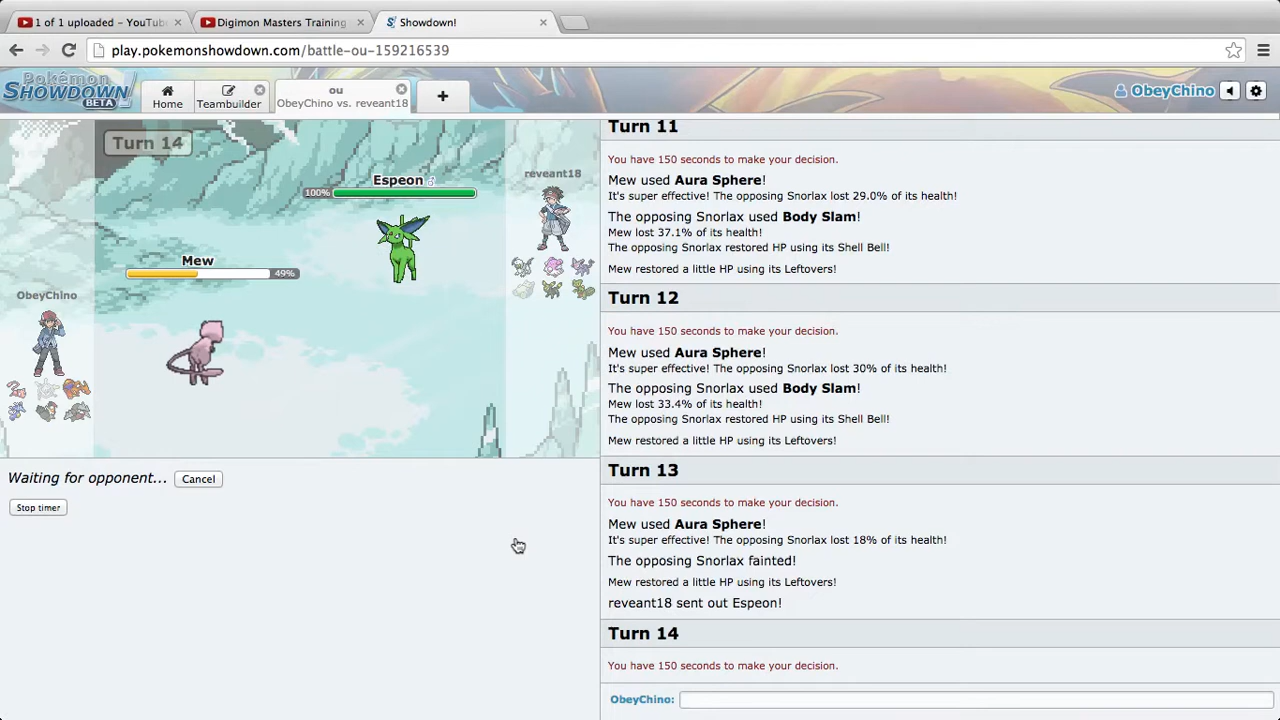 1 of 1 uploaded - YouTube
Digimon Masters Training
Showdown!
play.pokemonshowdown.com/battle-ou-159216539
Pokémon
SHOWDOWN
BETA
Home
Teambuilder
ou
ObeyChino vs. reveant18
+
ObeyChino
Turn 14
Espeon
100%
reveant18
Mew
49%
ObeyChino
Waiting for opponent... Cancel
Stop timer
Turn 11
You have 150 seconds to make your decision.
Mew used Aura Sphere!
It's super effective! The opposing Snorlax lost 29.0% of its health!
The opposing Snorlax used Body Slam!
Mew lost 37.1% of its health!
The opposing Snorlax restored HP using its Shell Bell!
Mew restored a little HP using its Leftovers!
Turn 12
You have 150 seconds to make your decision.
Mew used Aura Sphere!
It's super effective! The opposing Snorlax lost 30% of its health!
The opposing Snorlax used Body Slam!
Mew lost 33.4% of its health!
The opposing Snorlax restored HP using its Shell Bell!
Mew restored a little HP using its Leftovers!
Turn 13
You have 150 seconds to make your decision.
Mew used Aura Sphere!
It's super effective! The opposing Snorlax lost 18% of its health!
The opposing Snorlax fainted!
Mew restored a little HP using its Leftovers!
reveant18 sent out Espeon!
Turn 14
You have 150 seconds to make your decision.
ObeyChino: